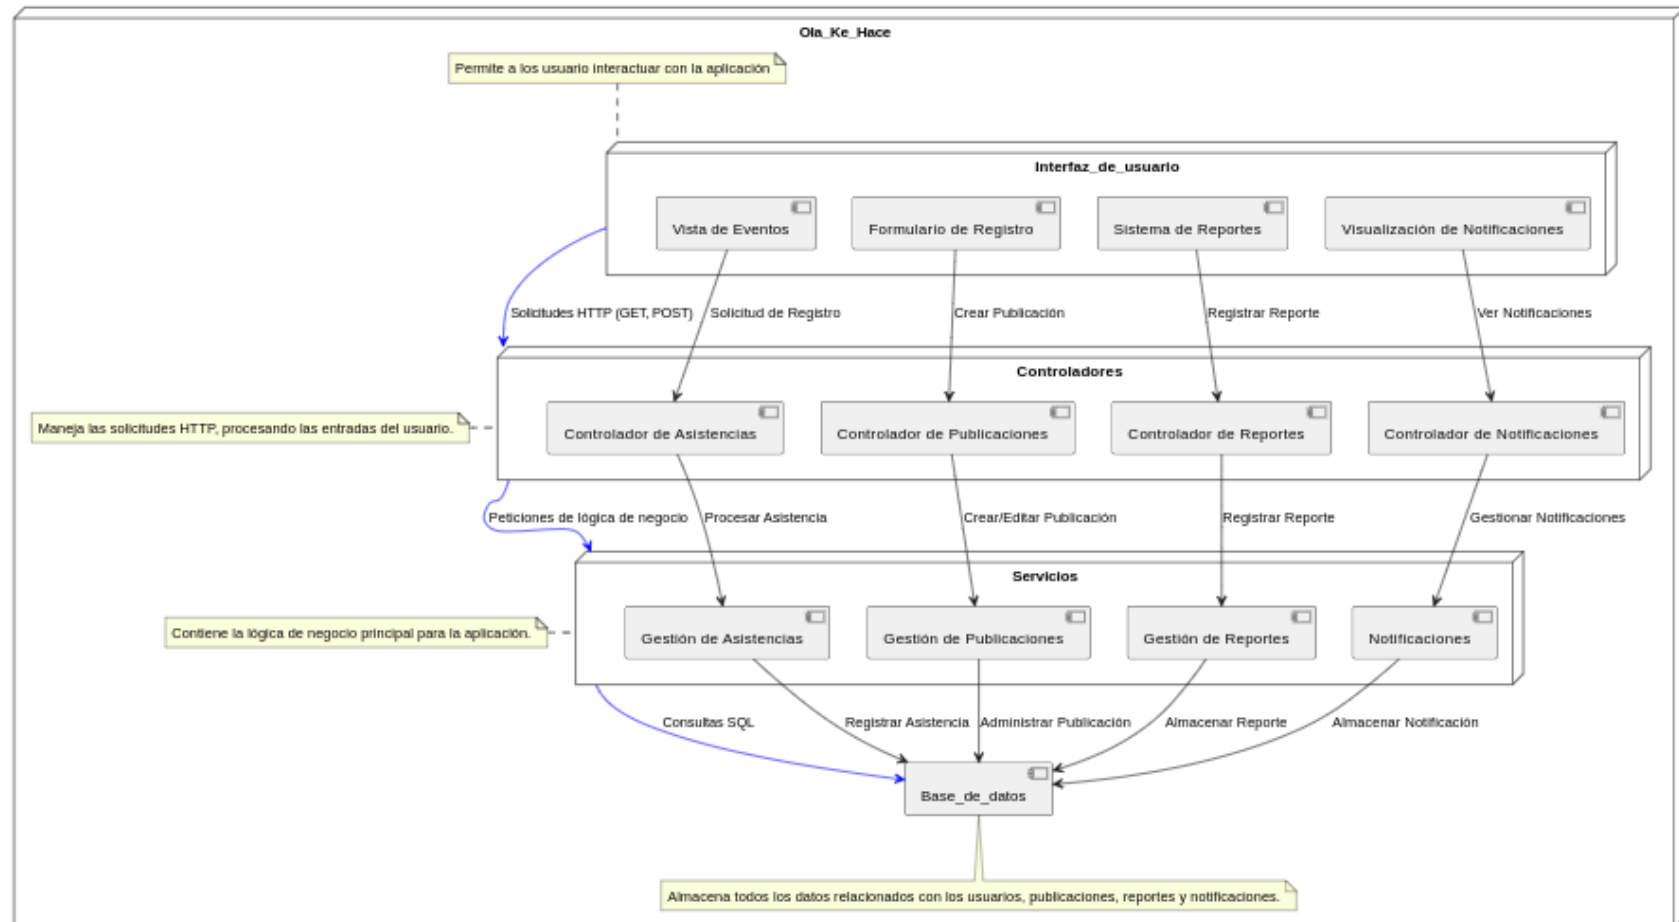 Ola_Ke_Hace
Permite a los usuario interactuar con la aplicación
Interfaz_de_usuario
Vista de Eventos
Formulario de Registro
Sistema de Reportes
Visualización de Notificaciones
Solicitudes HTTP (GET, POST)
Solicitud de Registro
Crear Publicación
Registrar Reporte
Ver Notificaciones
Controladores
Maneja las solicitudes HTTP, procesando las entradas del usuario.
Controlador de Asistencias
Controlador de Publicaciones
Controlador de Reportes
Controlador de Notificaciones
Peticiones de lógica de negocio
Procesar Asistencia
Crear/Editar Publicación
Registrar Reporte
Gestionar Notificaciones
Servicios
Contiene la lógica de negocio principal para la aplicación.
Gestión de Asistencias
Gestión de Publicaciones
Gestión de Reportes
Notificaciones
Consultas SQL
Registrar Asistencia
Administrar Publicación
Almacenar Reporte
Almacenar Notificación
Base_de_datos
Almacena todos los datos relacionados con los usuarios, publicaciones, reportes y notificaciones.